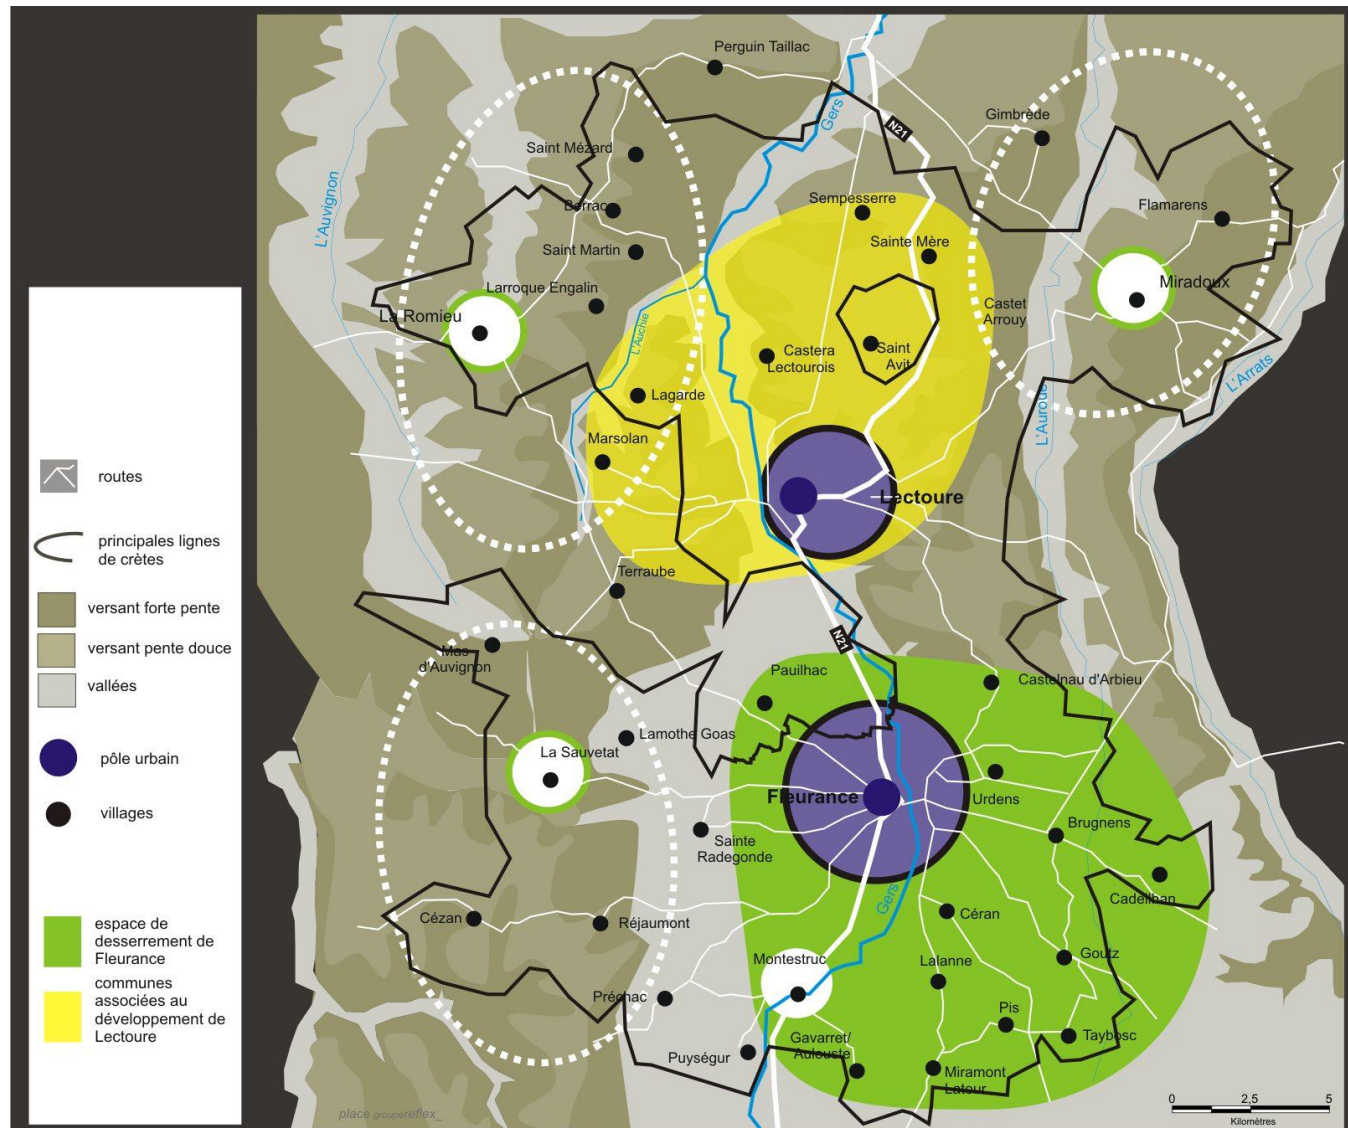 Perguin Taillac
Gers
N21
Gimbrède
Saint Mézard
L'Auvignon
Berrac
Sempesserre
Flamarens
Saint Martin
Sainte Mère
Larroque Engalin
Miradoux
La Romieu
Castet
Arrouy
L'Auchie
Castera
Lectourois
Saint
Avit
L'Arrats
Lagarde
L'Auroue
Marsolan
Lectoure
Terraube
N21
Mas
d'Auvignon
Pauilhac
Castelnau d'Arbieu
Lamothe Goas
La Sauvetat
Fleurance
Urdens
Brugnens
Sainte
Radegonde
Cadeilhan
Gers
Cézan
Réjaumont
Céran
Montestruc
Lalanne
Goutz
Préchac
Pis
Taybosc
Puységur
Gavarret/
Aulouste
Miramont
Latour
routes
principales lignes
de crètes
versant forte pente
versant pente douce
vallées
pôle urbain
villages
espace de
desserrement de
Fleurance
communes
associées au
développement de
Lectoure
place groupereflex_
0 2,5 5
Kilomètres